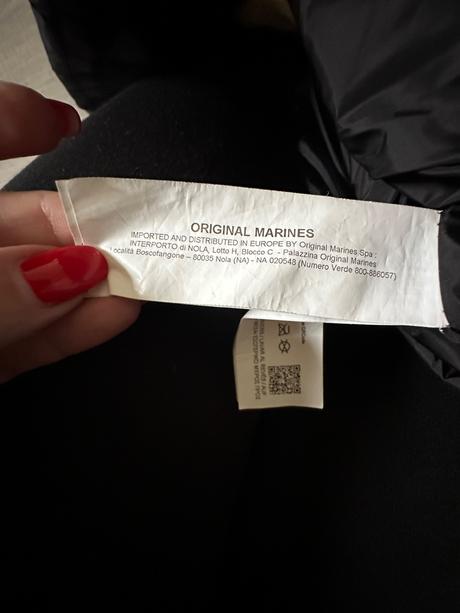 ORIGINAL MARINES
IMPORTED AND DISTRIBUTED IN EUROPE BY Original Marines Spa :
INTERPORTO di NOLA, Lotto H, Blocco C - Palazzina Original Marines
Località Boscofangone – 80035 Nola (NA) - NA 020548 (Numero Verde 800-886057)